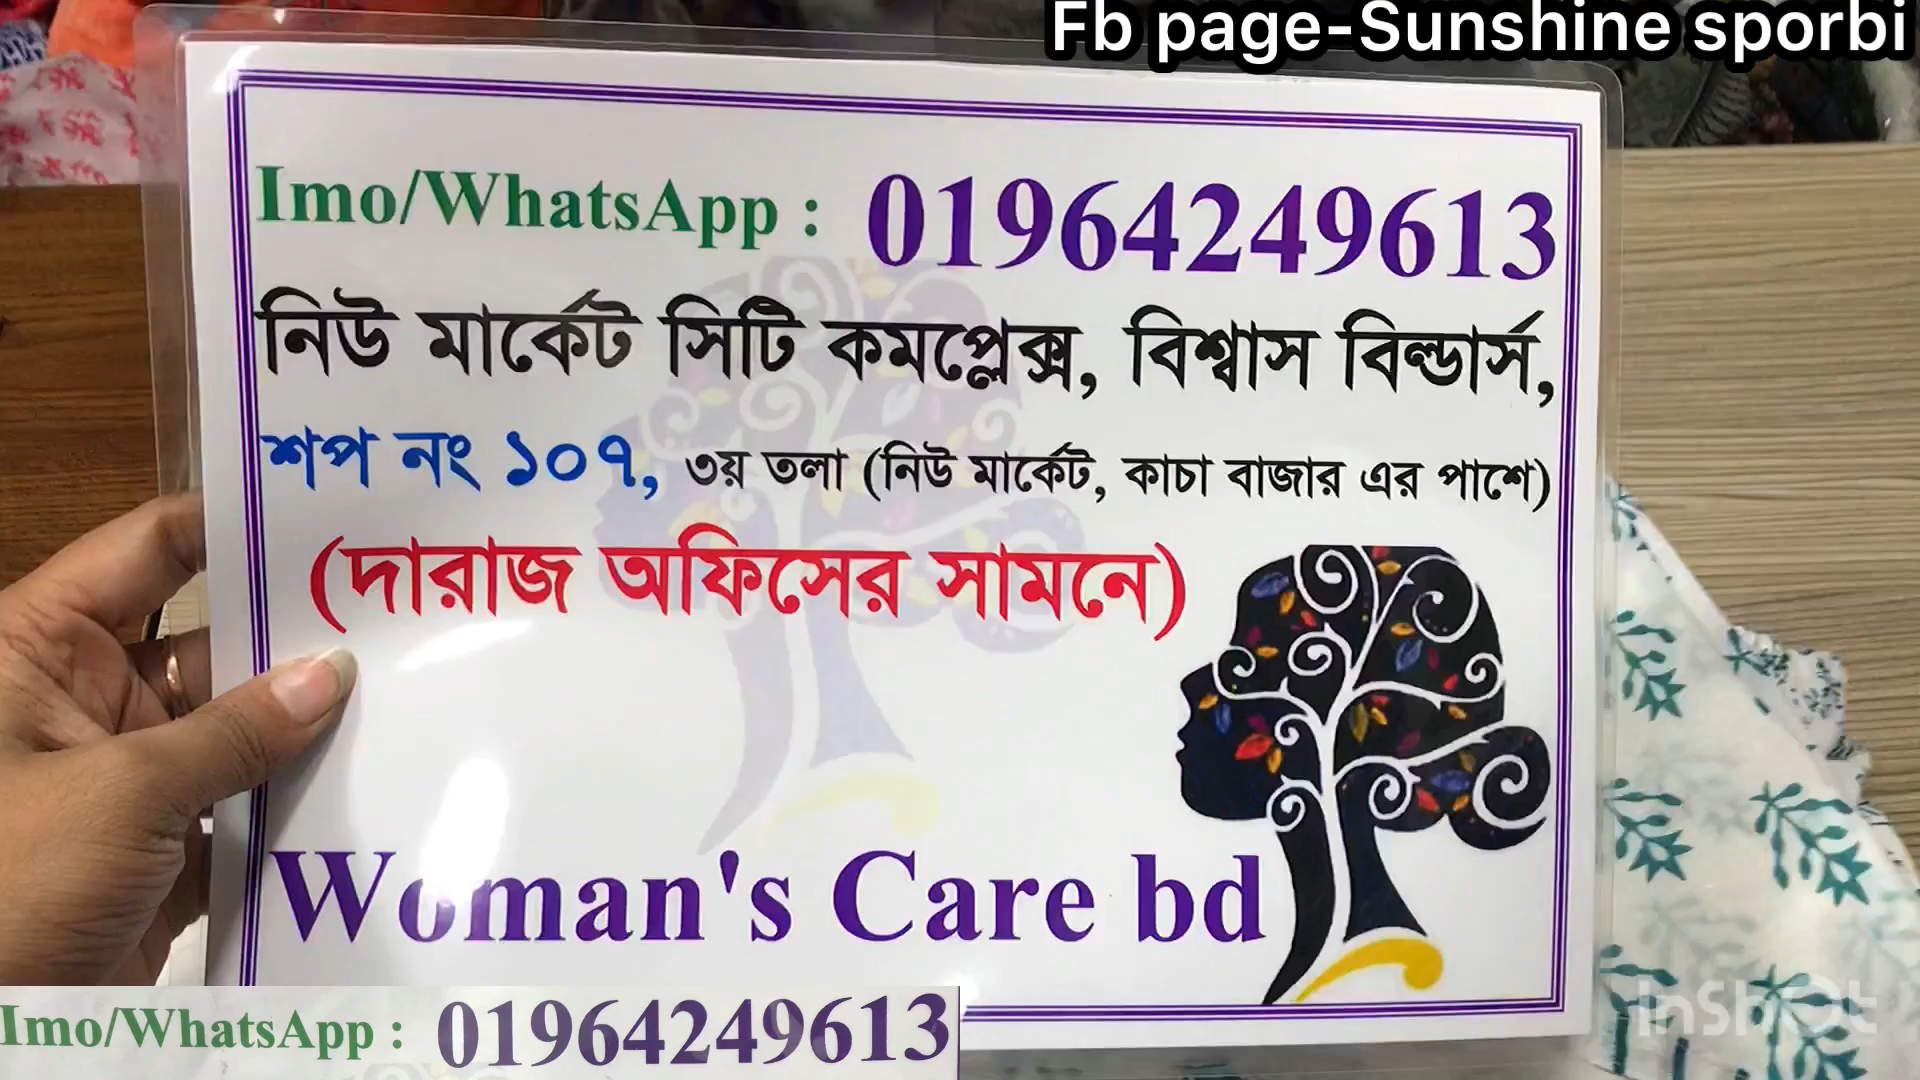 Fb page-Sunshine sporbi
Imo/WhatsApp : 01964249613
নিউ মার্কেট সিটি কমপ্লেক্স, বিশ্বাস বিল্ডার্স,
শপ নং ১০৭, ৩য় তলা (নিউ মার্কেট, কাচা বাজার এর পাশে)
(দারাজ অফিসের সামনে)
Woman's Care bd
Imo/WhatsApp : 01964249613
InShOt